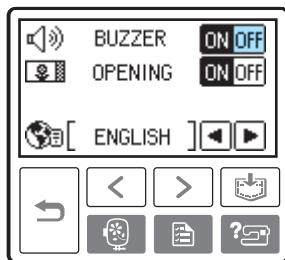 BUZZER ON OFF
OPENING ON OFF
[ ENGLISH ]
< >
?